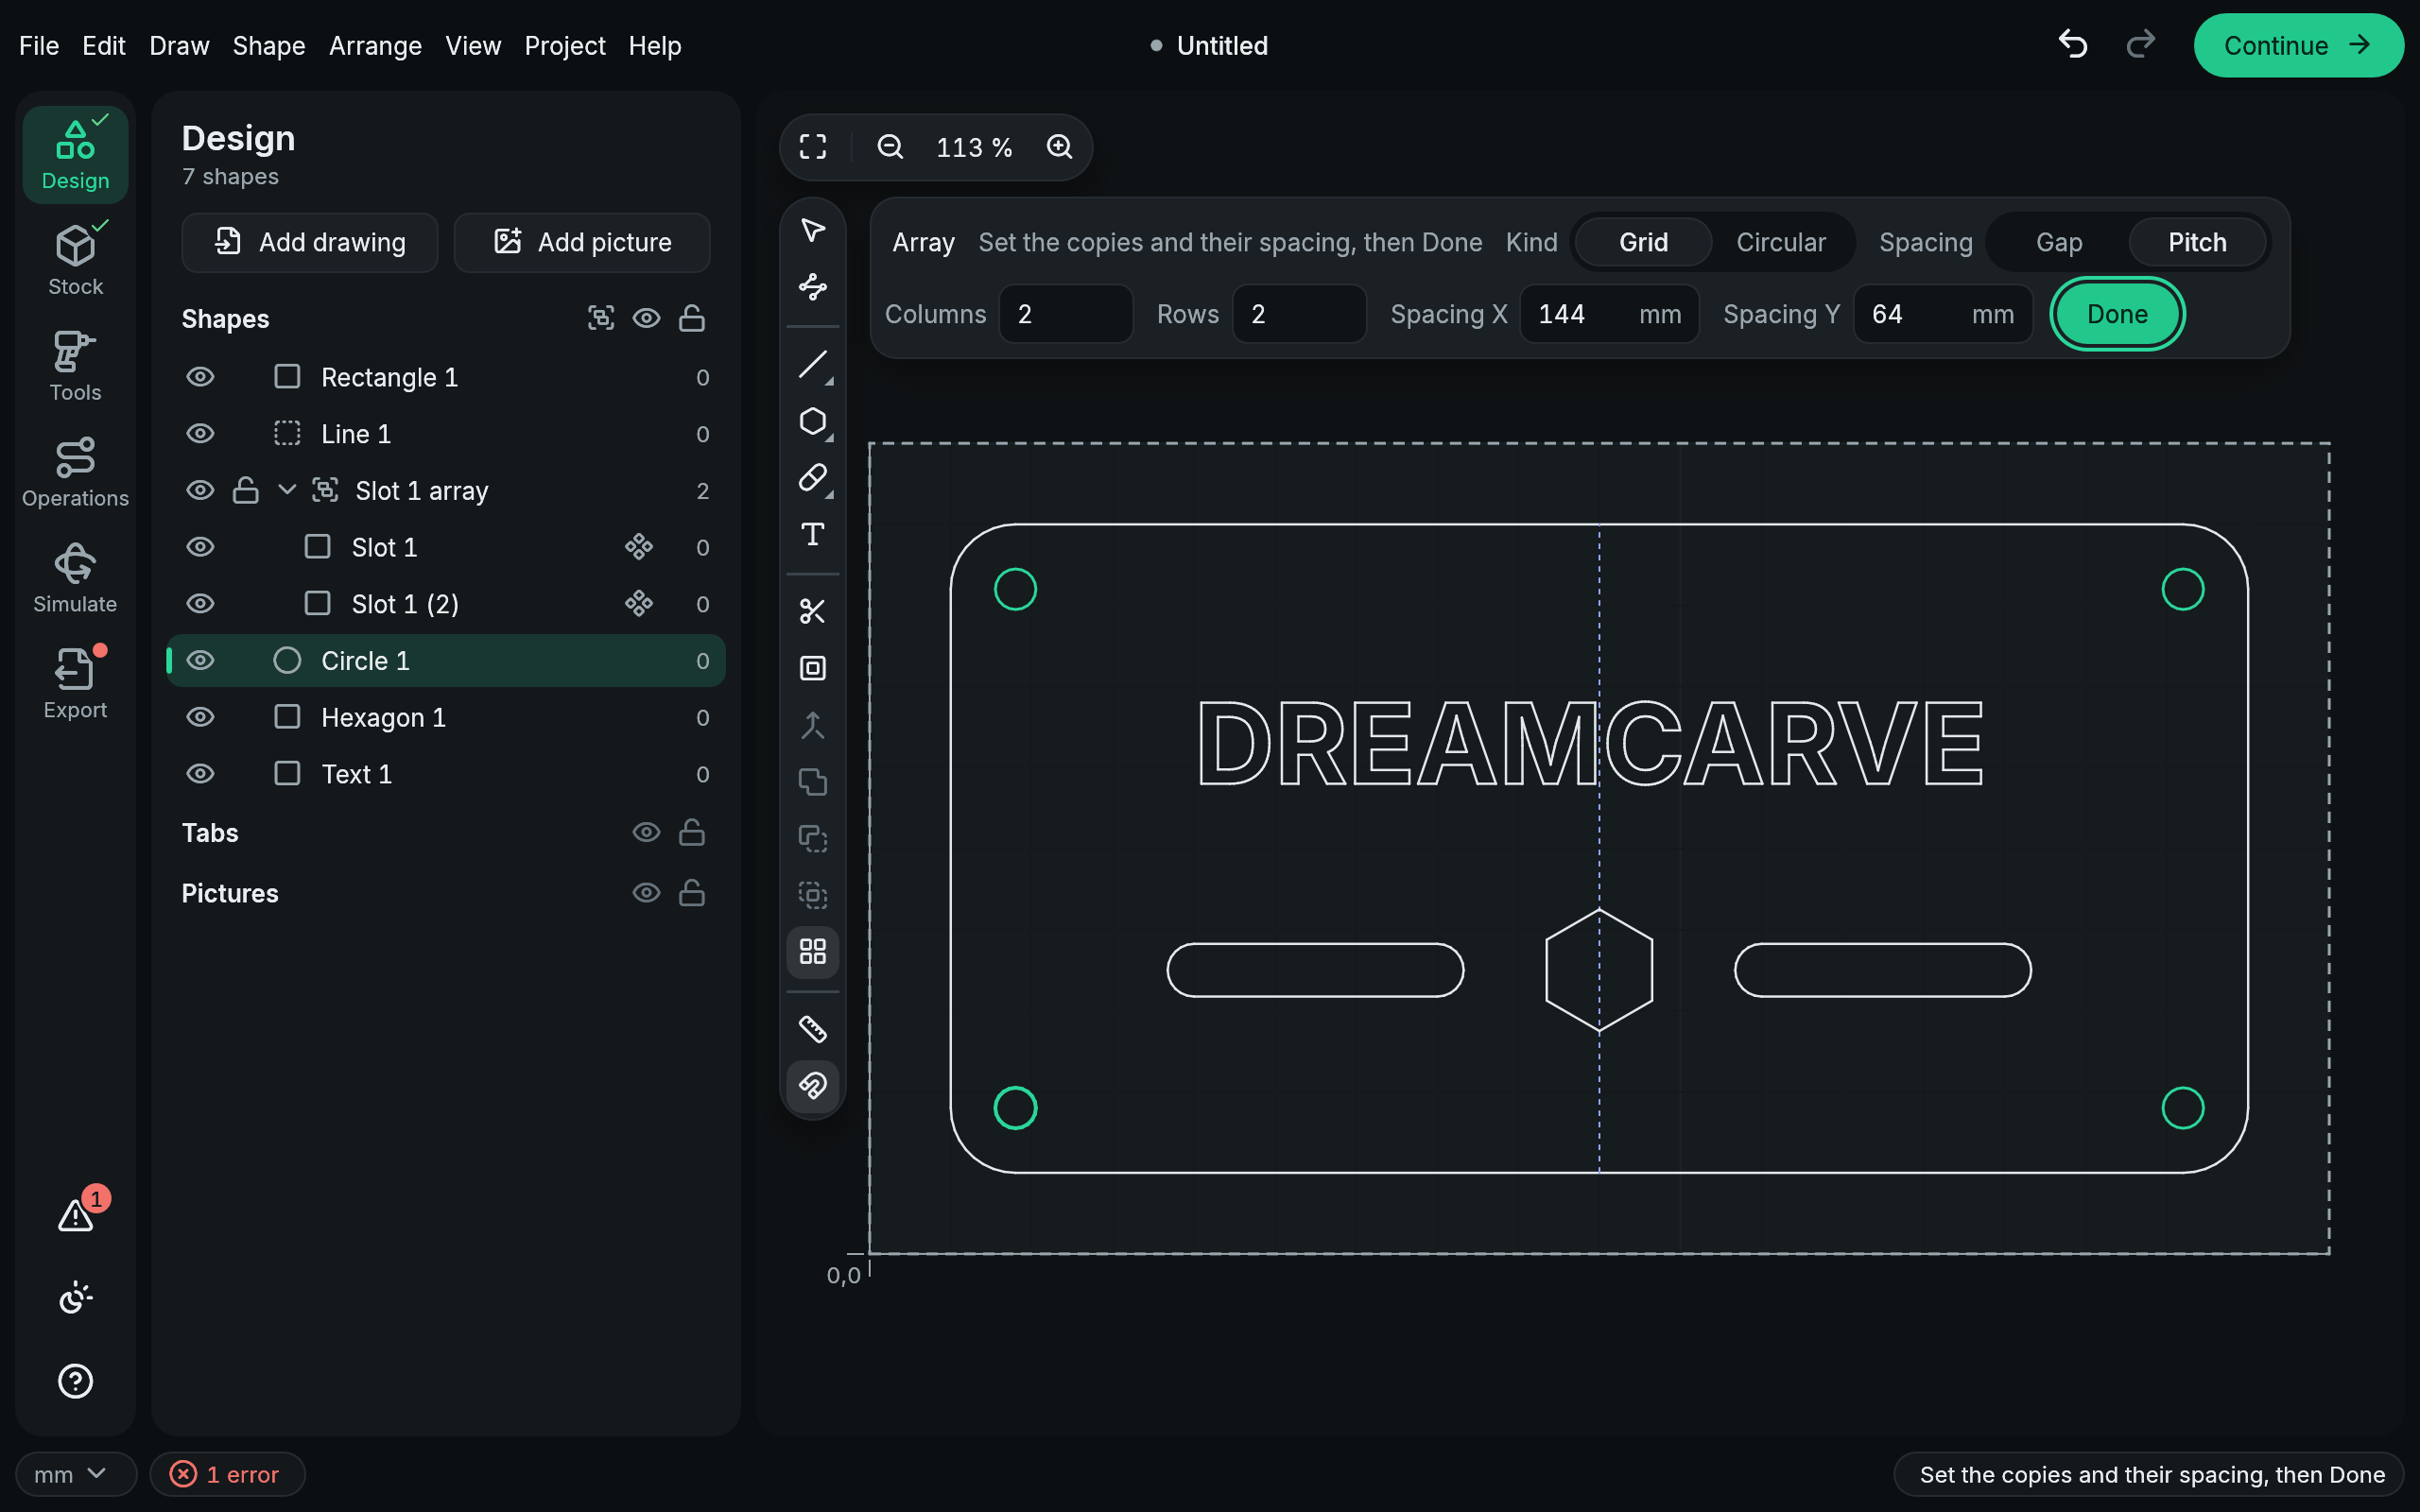 File Edit Draw Shape Arrange View Project Help
Untitled
Continue
Design
Stock
Tools
Operations
Simulate
Export
1
Design
7 shapes
Add drawing
Add picture
Shapes
Rectangle 1 0
Line 1 0
Slot 1 array 2
Slot 1 0
Slot 1 (2) 0
Circle 1 0
Hexagon 1 0
Text 1 0
Tabs
Pictures
113 %
Array Set the copies and their spacing, then Done Kind Grid Circular Spacing Gap Pitch
Columns 2 Rows 2 Spacing X 144 mm Spacing Y 64 mm Done
DREAMCARVE
0,0
mm
1 error
Set the copies and their spacing, then Done